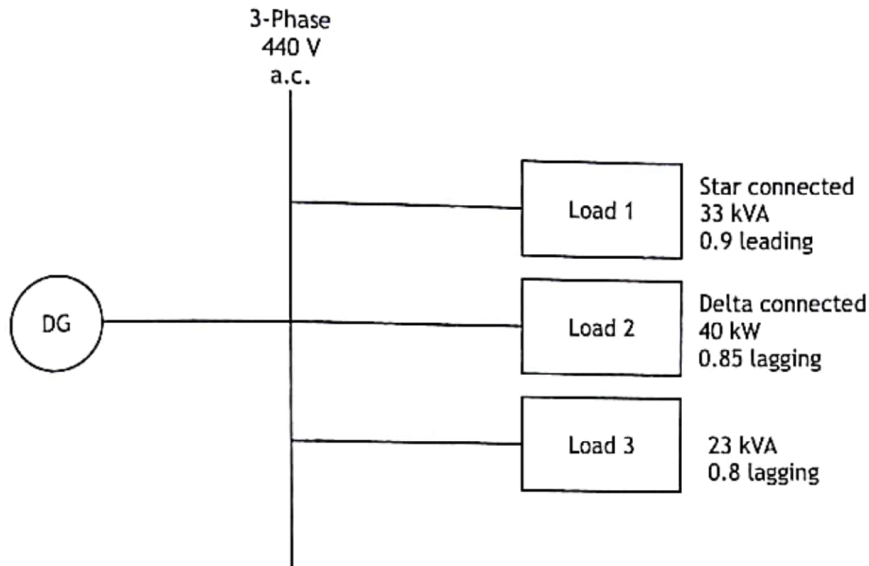 3-Phase
440 V
a.c.
Load 1
Star connected
33 kVA
0.9 leading
DG
Load 2
Delta connected
40 kW
0.85 lagging
Load 3
23 kVA
0.8 lagging